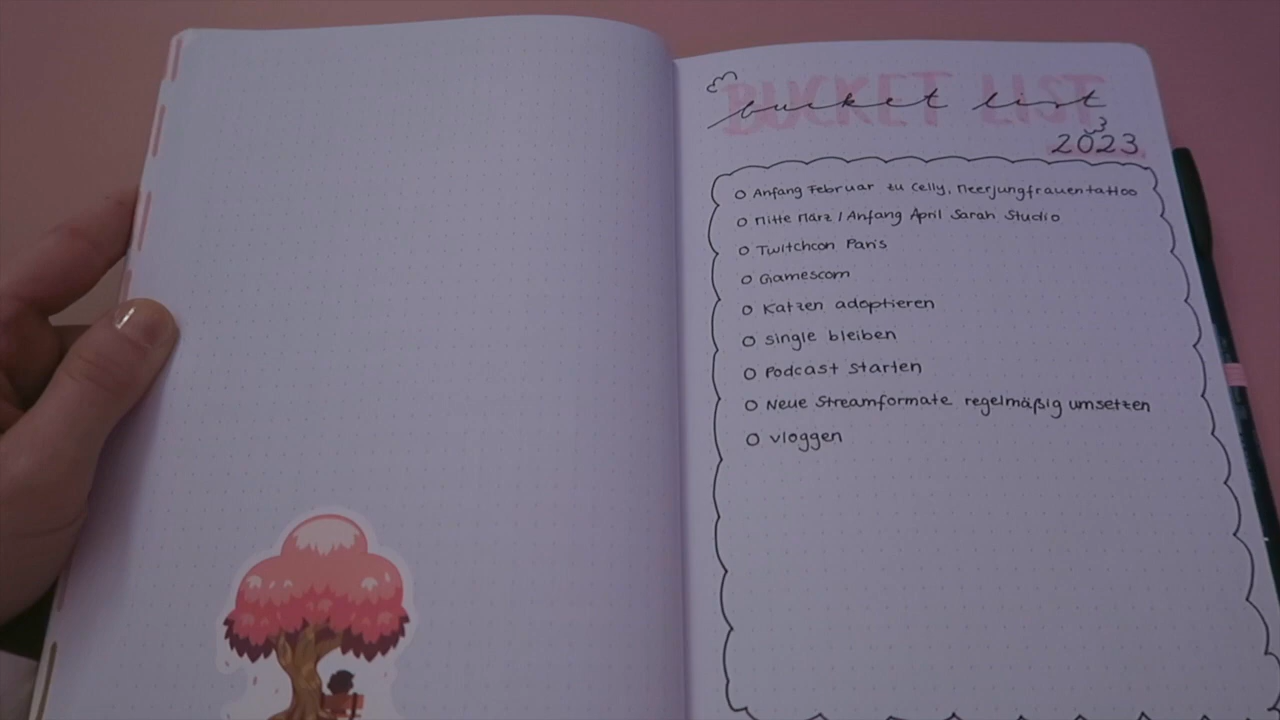 BUCKET LIST
bucket list
2023
Anfang Februar zu Celly, Meerjungfrauentattoo
Mitte März / Anfang April Sarah Studio
Twitchcon Paris
Gamescom
Katzen adoptieren
single bleiben
Podcast starten
Neue Streamformate regelmäßig umsetzen
vloggen